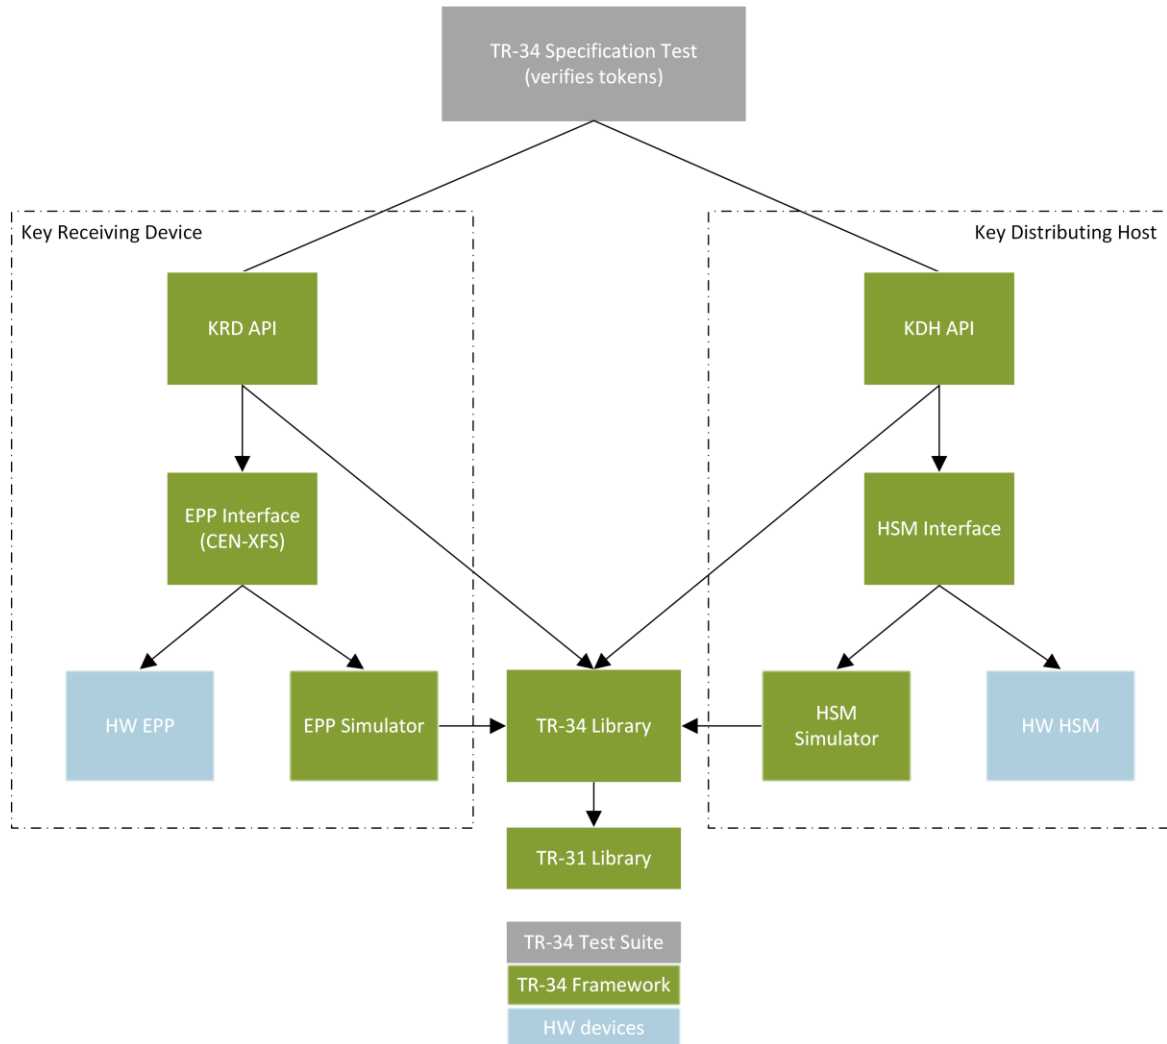 TR-34 Specification Test
(verifies tokens)
Key Receiving Device
Key Distributing Host
KRD API
KDH API
EPP Interface
(CEN-XFS)
HSM Interface
HW EPP
EPP Simulator
TR-34 Library
HSM
Simulator
HW HSM
TR-31 Library
TR-34 Test Suite
TR-34 Framework
HW devices